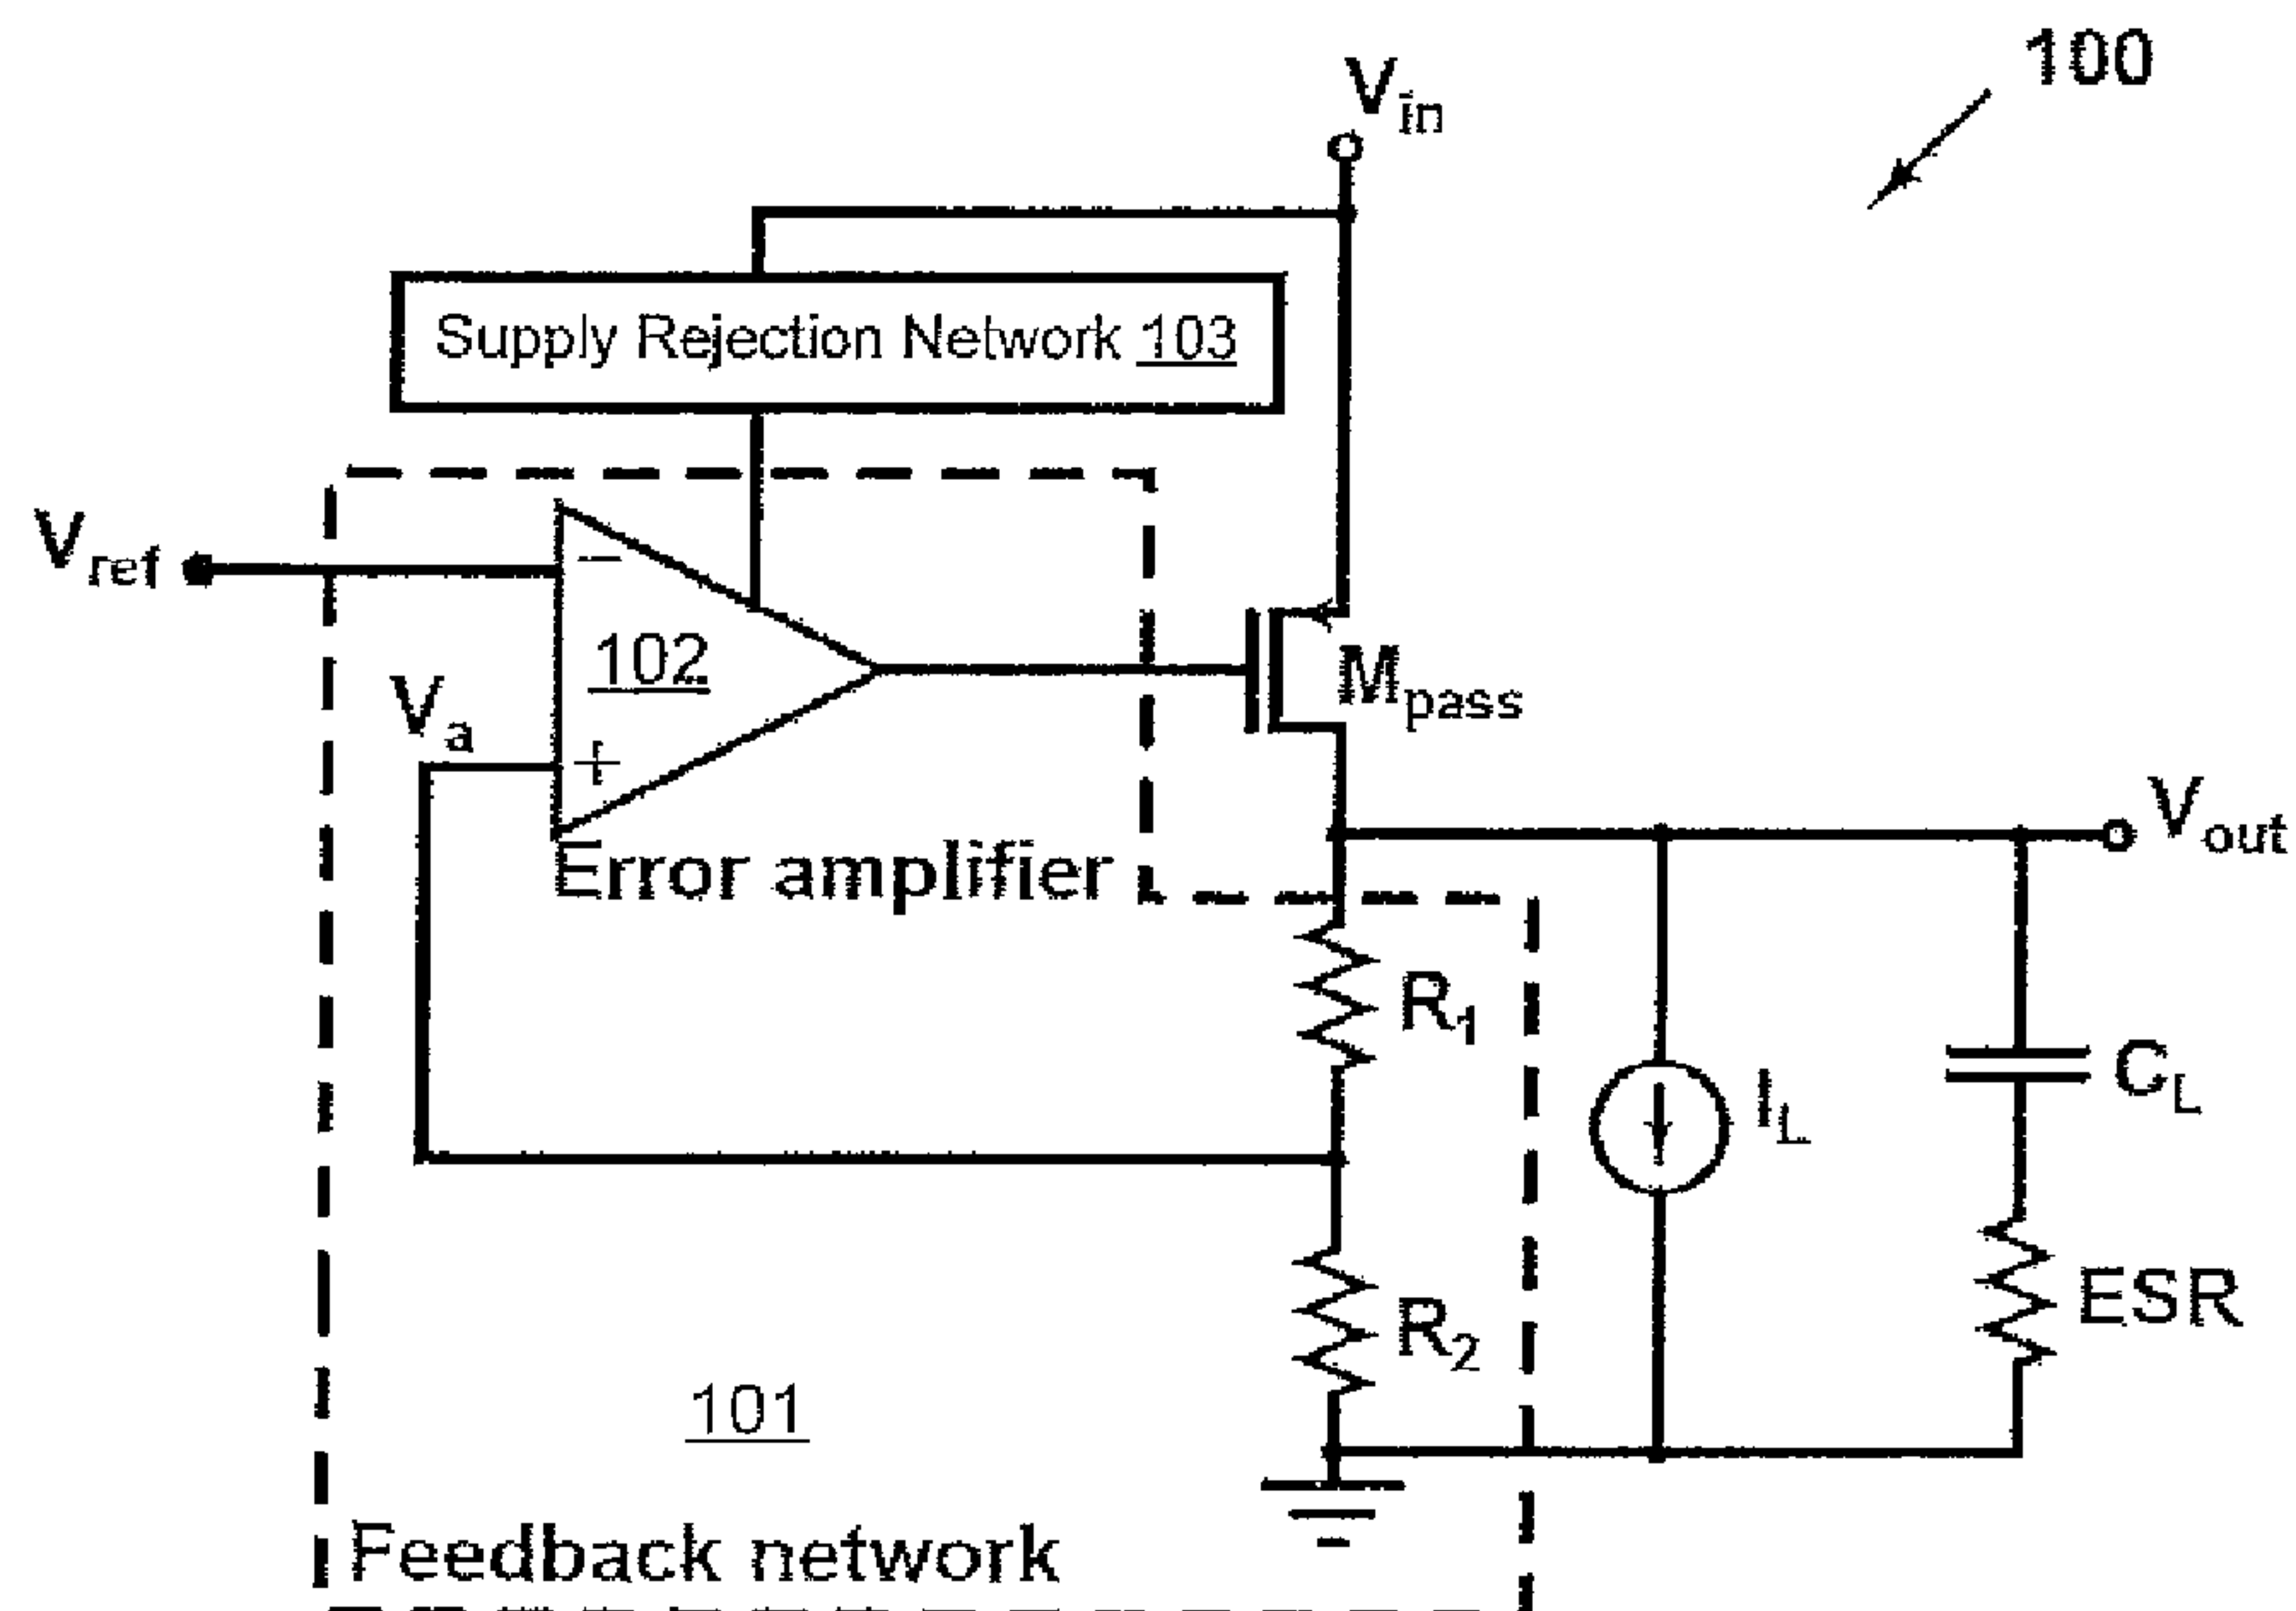 100
Vin
Supply Rejection Network 103
Vref
−
102
Va
+
Mpass
Error amplifier
Vout
R1
IL
CL
R2
ESR
101
Feedback network